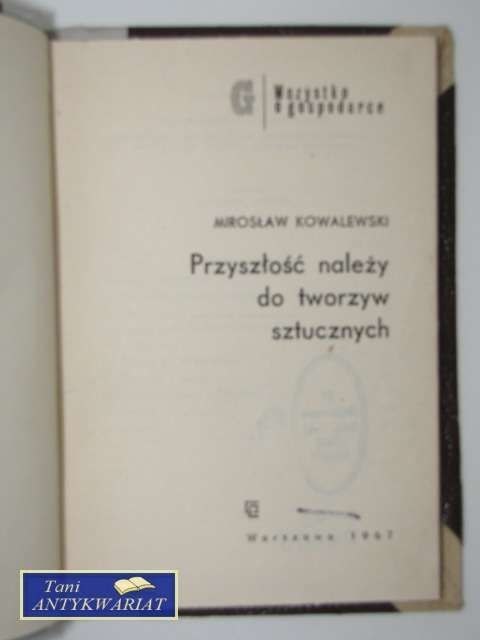 G
Wszystko
o gospodarce
MIROSŁAW KOWALEWSKI
Przyszłość należy
do tworzyw
sztucznych
Warszawa 1967
Tani
ANTYKWARIAT